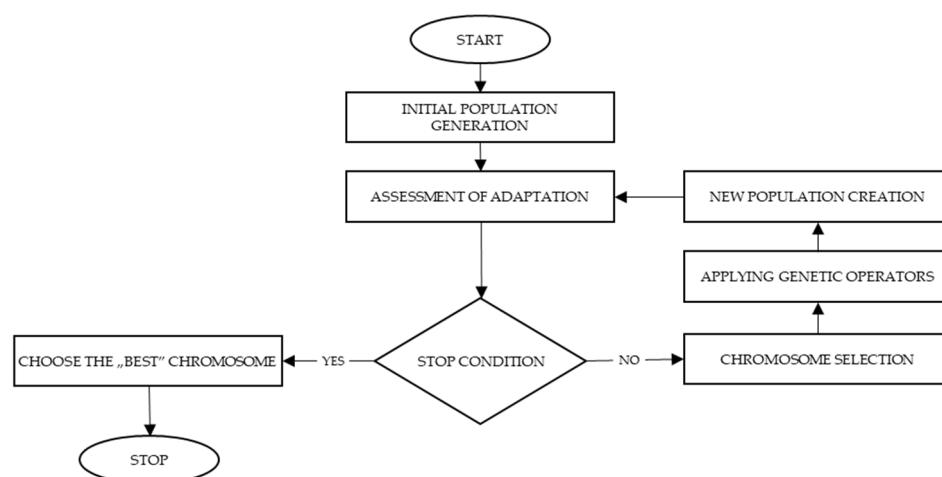 START
INITIAL POPULATION
GENERATION
ASSESSMENT OF ADAPTATION
NEW POPULATION CREATION
APPLYING GENETIC OPERATORS
CHOOSE THE „BEST” CHROMOSOME
YES
STOP CONDITION
NO
CHROMOSOME SELECTION
STOP